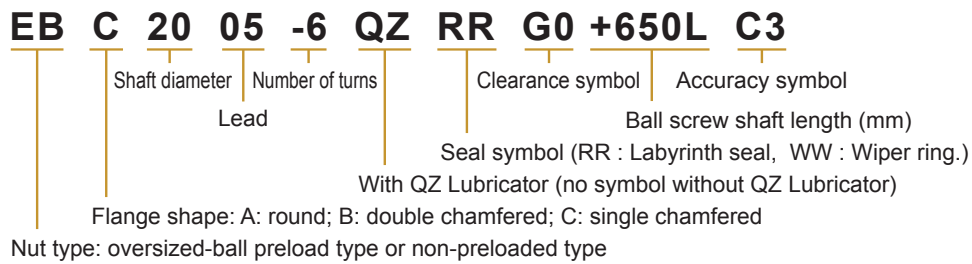 EB C 20 05 -6 QZ RR G0 +650L C3
Shaft diameter Number of turns Clearance symbol Accuracy symbol
Lead Ball screw shaft length (mm)
Seal symbol (RR : Labyrinth seal, WW : Wiper ring.)
With QZ Lubricator (no symbol without QZ Lubricator)
Flange shape: A: round; B: double chamfered; C: single chamfered
Nut type: oversized-ball preload type or non-preloaded type